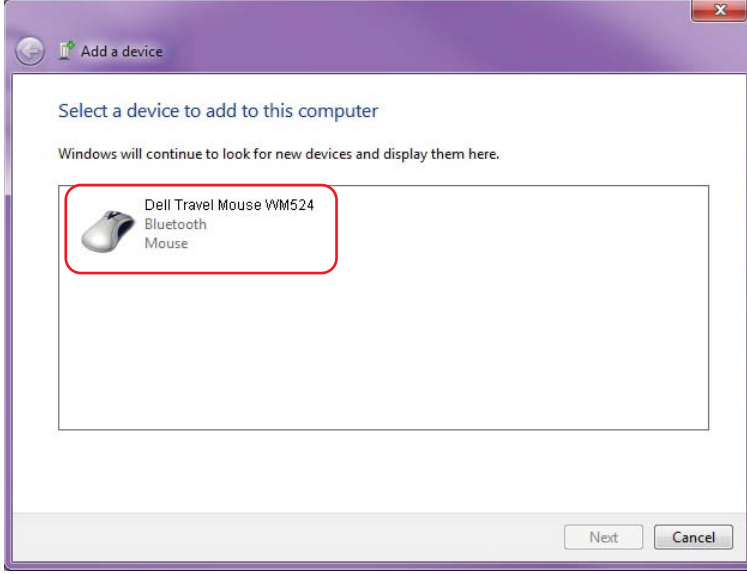 Add a device
Select a device to add to this computer
Windows will continue to look for new devices and display them here.
Dell Travel Mouse WM524
Bluetooth
Mouse
Next
Cancel